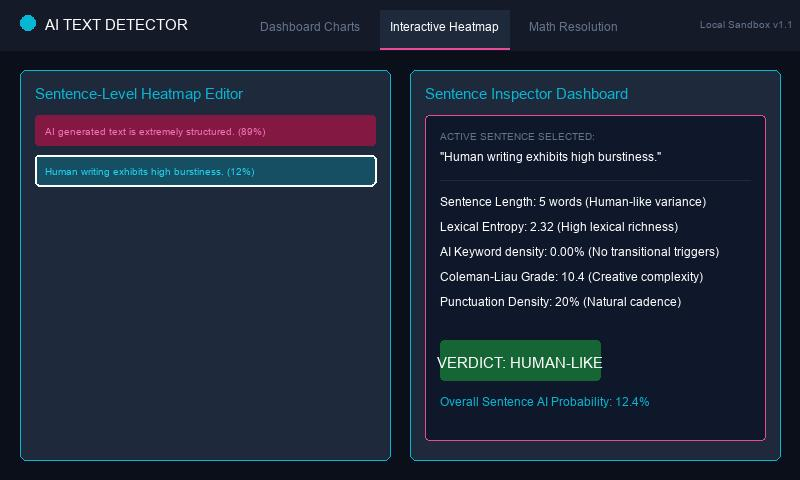 AI TEXT DETECTOR
Dashboard Charts
Interactive Heatmap
Math Resolution
Local Sandbox v1.1
Sentence-Level Heatmap Editor
AI generated text is extremely structured. (89%)
Human writing exhibits high burstiness. (12%)
Sentence Inspector Dashboard
ACTIVE SENTENCE SELECTED:
"Human writing exhibits high burstiness."
Sentence Length: 5 words (Human-like variance)
Lexical Entropy: 2.32 (High lexical richness)
AI Keyword density: 0.00% (No transitional triggers)
Coleman-Liau Grade: 10.4 (Creative complexity)
Punctuation Density: 20% (Natural cadence)
VERDICT: HUMAN-LIKE
Overall Sentence AI Probability: 12.4%